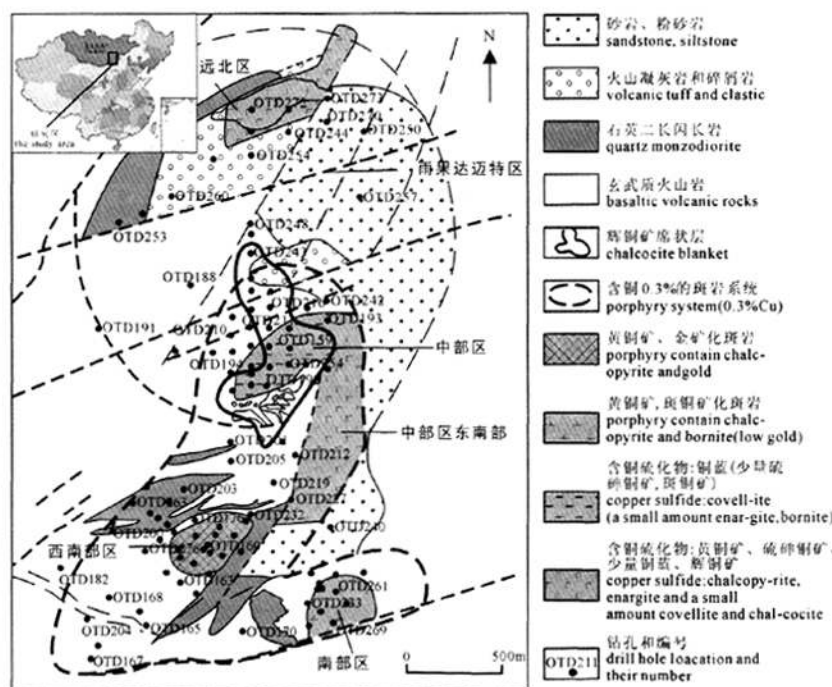 远北区
the study area
N
OTD272
OTD273
OTD270
OTD244
OTD250
OTD254
雨果达迈特区
OTD260
OTD257
OTD253
OTD248
OTD188
OTD242
OTD191
OTD210
OTD193
OTD159
中部区
OTD194
中部区东南部
OTD205
OTD212
OTD219
OTD203
OTD232
OTD240
西南部区
OTD182
OTD168
OTD261
OTD204
OTD165
OTD170
OTD269
OTD167
南部区
0
500m
砂岩、粉砂岩
sandstone, siltstone
火山凝灰岩和碎屑岩
volcanic tuff and clastic
石英二长闪长岩
quartz monzodiorite
玄武质火山岩
basaltic volcanic rocks
辉铜矿席状层
chalcocite blanket
含铜0.3%的斑岩系统
porphyry system(0.3%Cu)
黄铜矿、金矿化斑岩
porphyry contain chalc-
opyrite andgold
黄铜矿,斑铜矿化斑岩
porphyry contain chalc-
opyrite and bornite(low gold)
含铜硫化物:铜蓝(少量硫
砷铜矿,斑铜矿)
copper sulfide:covell-ite
(a small amount enar-gite,bornite)
含铜硫化物:黄铜矿、硫砷铜矿、
少量铜蓝、辉铜矿
copper sulfide:chalcopy-rite,
enargite and a small
amount covellite and chal-cocite
OTD211
钻孔和编号
drill hole loacation and
their number